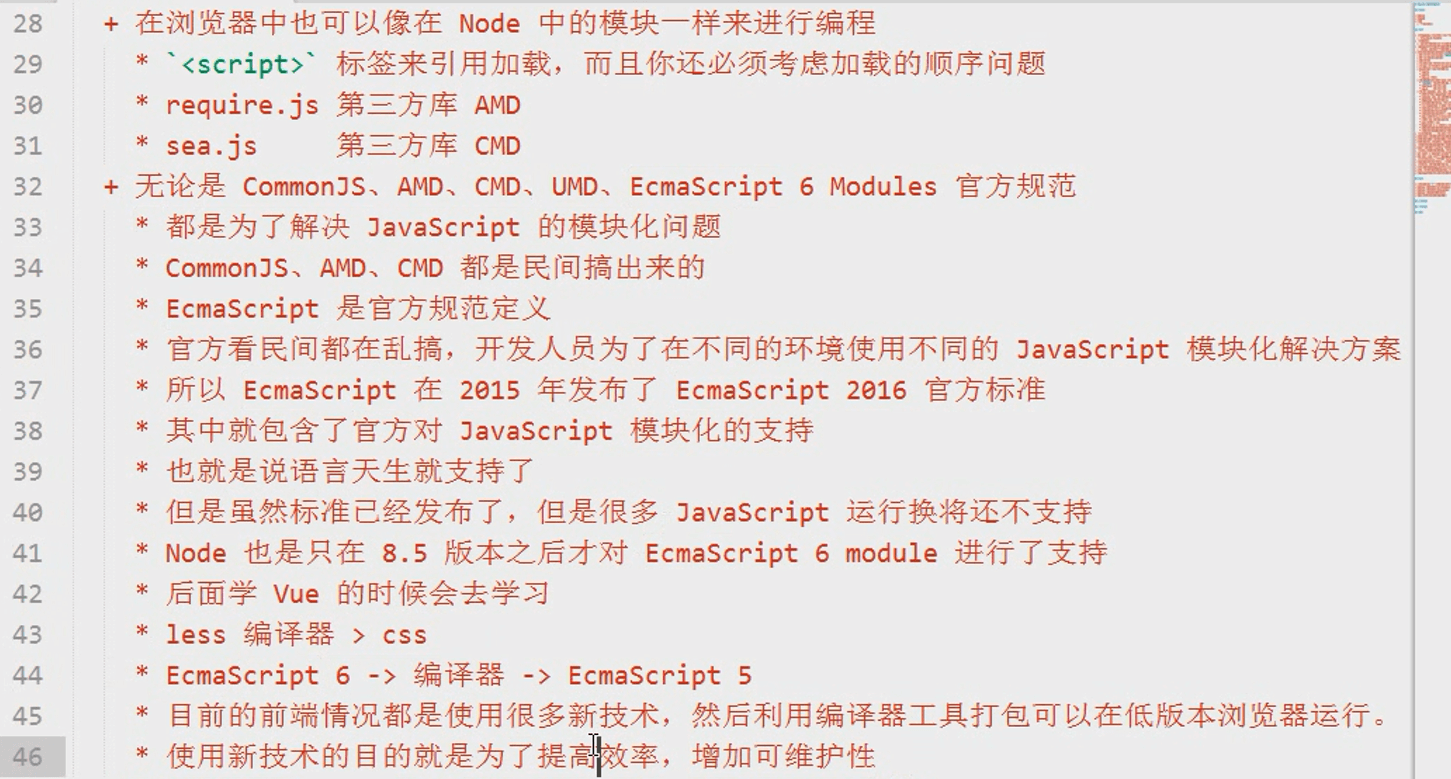 28 + 在浏览器中也可以像在 Node 中的模块一样来进行编程
29 * `<script>` 标签来引用加载，而且你还必须考虑加载的顺序问题
30 * require.js 第三方库 AMD
31 * sea.js 第三方库 CMD
32 + 无论是 CommonJS、AMD、CMD、UMD、EcmaScript 6 Modules 官方规范
33 * 都是为了解决 JavaScript 的模块化问题
34 * CommonJS、AMD、CMD 都是民间搞出来的
35 * EcmaScript 是官方规范定义
36 * 官方看民间都在乱搞，开发人员为了在不同的环境使用不同的 JavaScript 模块化解决方案
37 * 所以 EcmaScript 在 2015 年发布了 EcmaScript 2016 官方标准
38 * 其中就包含了官方对 JavaScript 模块化的支持
39 * 也就是说语言天生就支持了
40 * 但是虽然标准已经发布了，但是很多 JavaScript 运行换将还不支持
41 * Node 也是只在 8.5 版本之后才对 EcmaScript 6 module 进行了支持
42 * 后面学 Vue 的时候会去学习
43 * less 编译器 > css
44 * EcmaScript 6 -> 编译器 -> EcmaScript 5
45 * 目前的前端情况都是使用很多新技术，然后利用编译器工具打包可以在低版本浏览器运行。
46 * 使用新技术的目的就是为了提高效率，增加可维护性